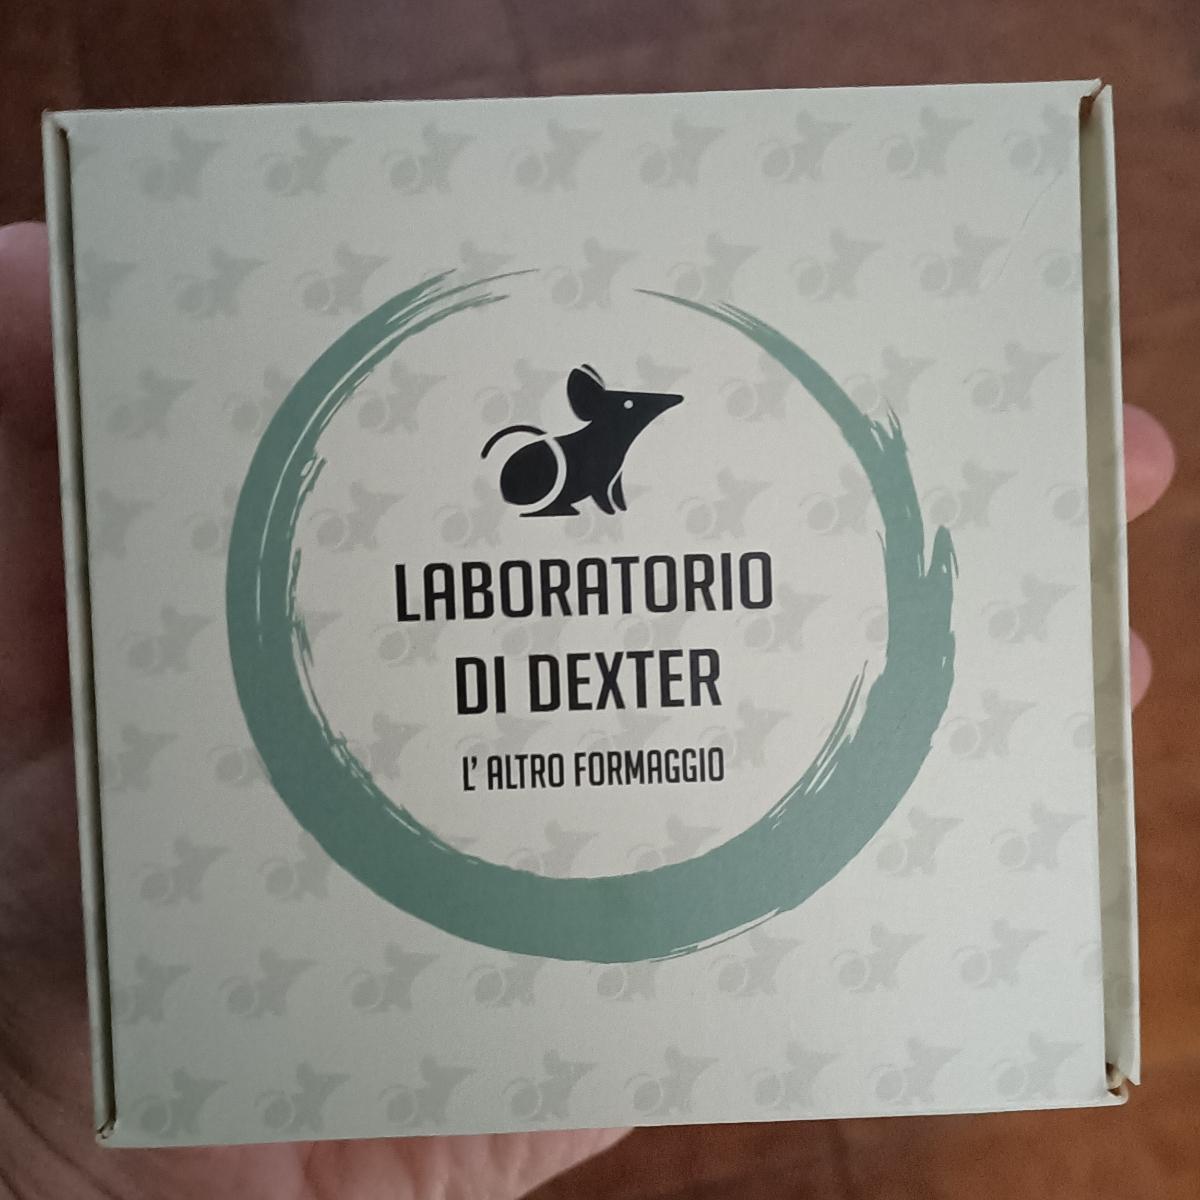 LABORATORIO
DI DEXTER
L' ALTRO FORMAGGIO